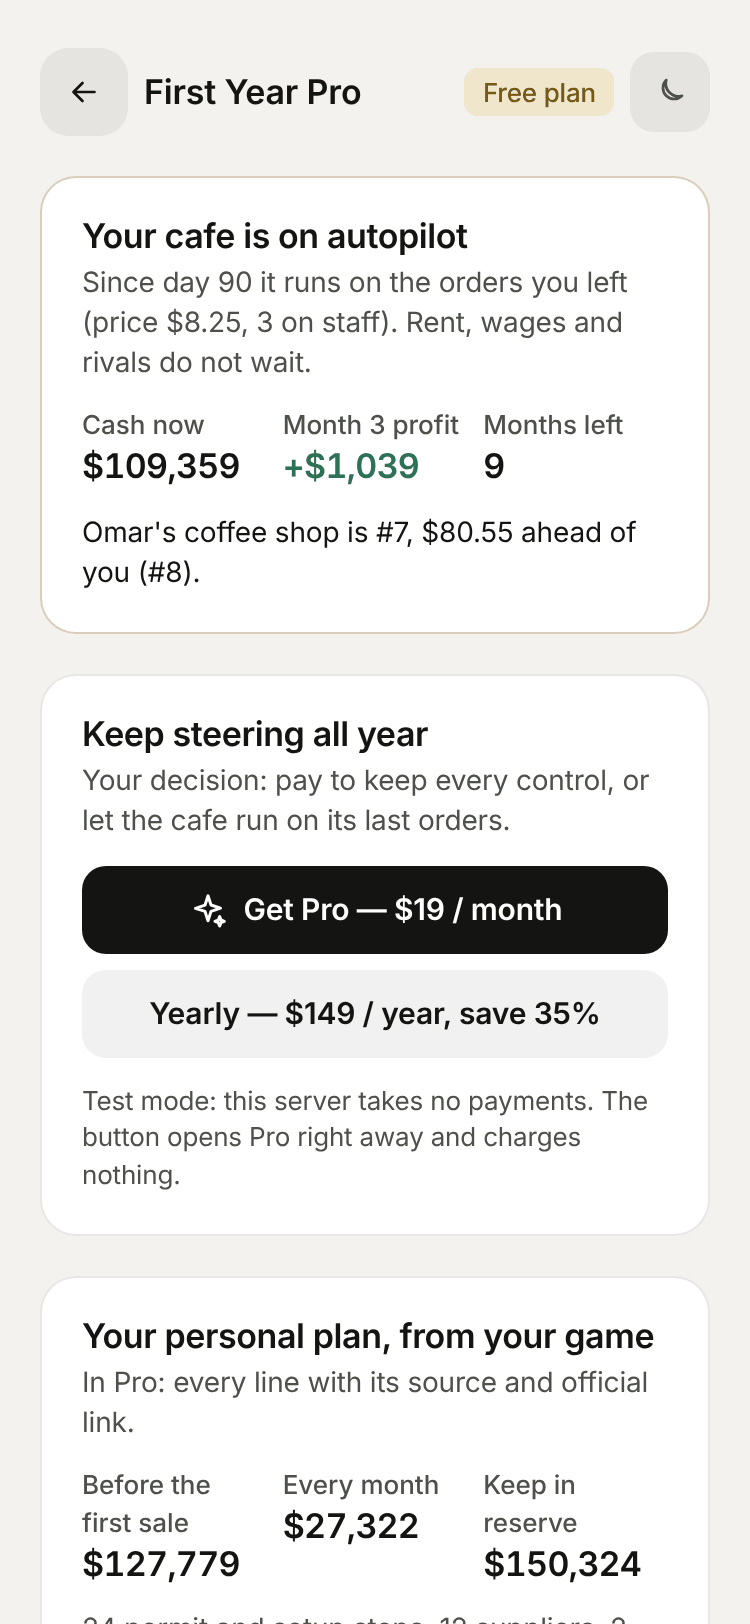 First Year Pro
Free plan
Your cafe is on autopilot
Since day 90 it runs on the orders you left
(price $8.25, 3 on staff). Rent, wages and
rivals do not wait.
Cash now
$109,359
Month 3 profit
+$1,039
Months left
9
Omar's coffee shop is #7, $80.55 ahead of
you (#8).
Keep steering all year
Your decision: pay to keep every control, or
let the cafe run on its last orders.
Get Pro — $19 / month
Yearly — $149 / year, save 35%
Test mode: this server takes no payments. The
button opens Pro right away and charges
nothing.
Your personal plan, from your game
In Pro: every line with its source and official
link.
Before the
first sale
$127,779
Every month
$27,322
Keep in
reserve
$150,324